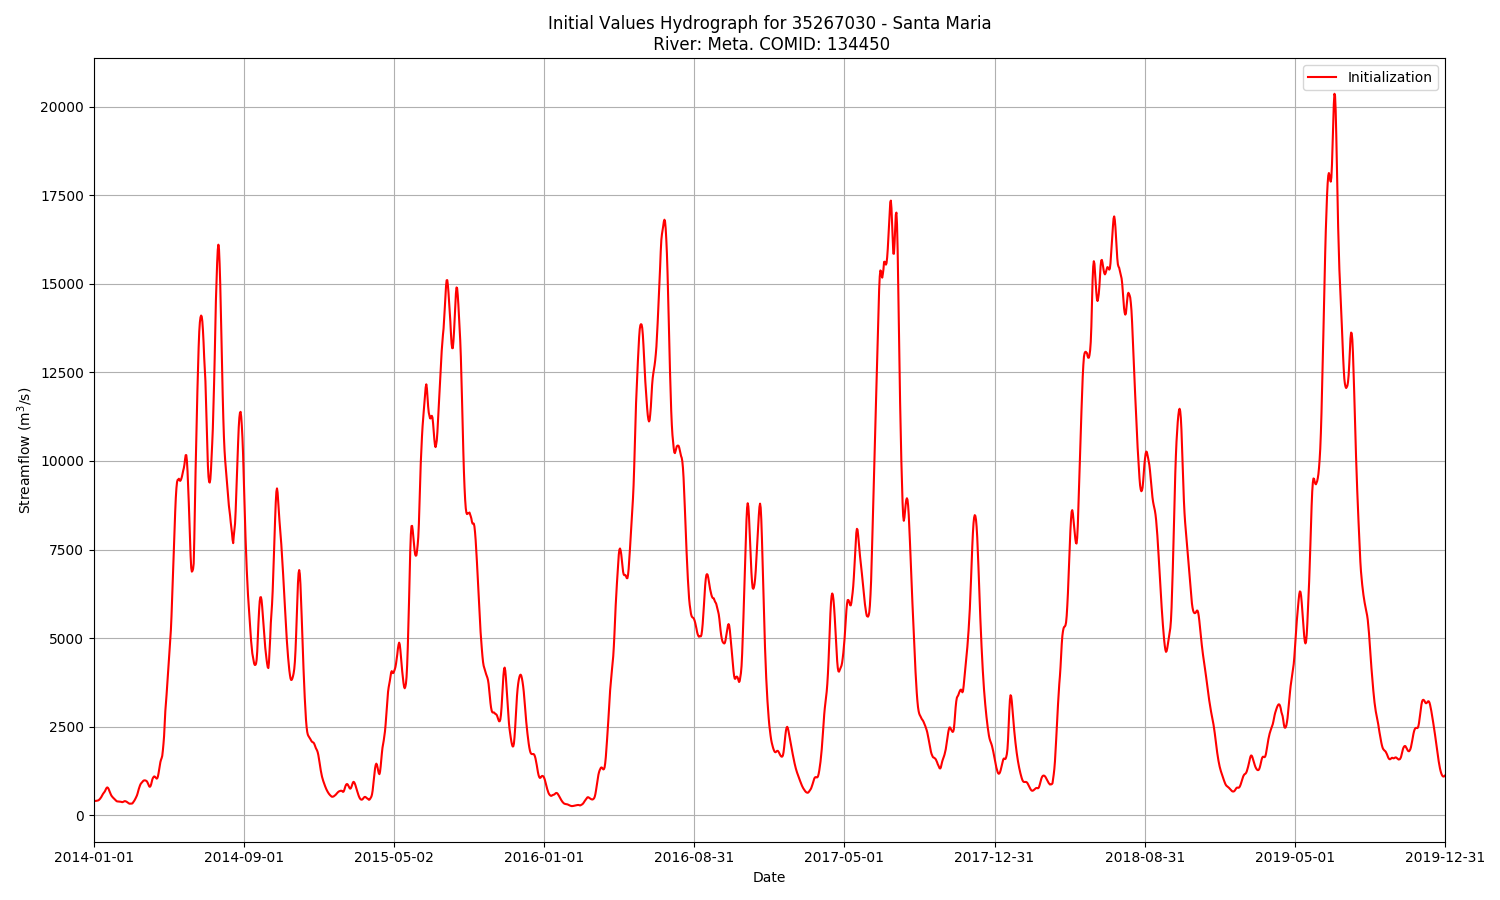 Initial Values Hydrograph for 35267030 - Santa Maria
River: Meta. COMID: 134450
Initialization
20000
17500
15000
12500
10000
7500
5000
2500
0
Streamflow (m³/s)
2014-01-01 2014-09-01 2015-05-02 2016-01-01 2016-08-31 2017-05-01 2017-12-31 2018-08-31 2019-05-01 2019-12-31
Date